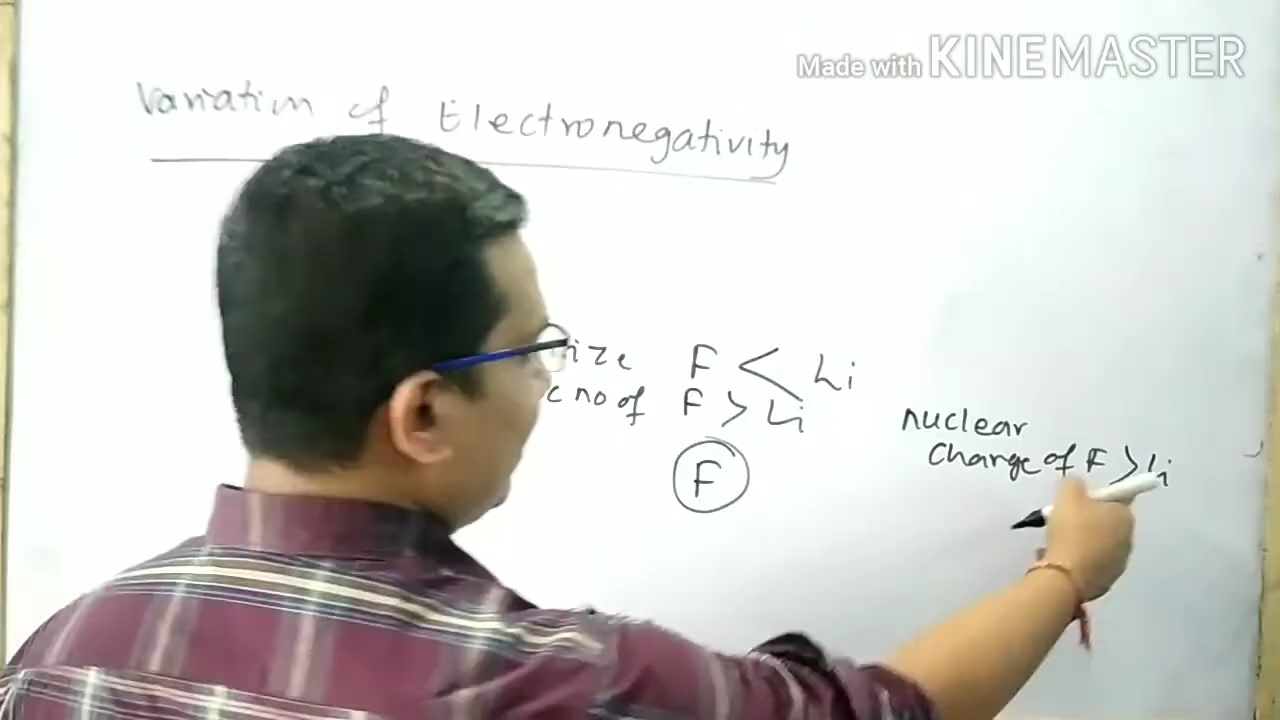 Made with KINEMASTER
Variation of Electronegativity
ize F < Li
c no of F > Li
F
nuclear
charge of F > Li